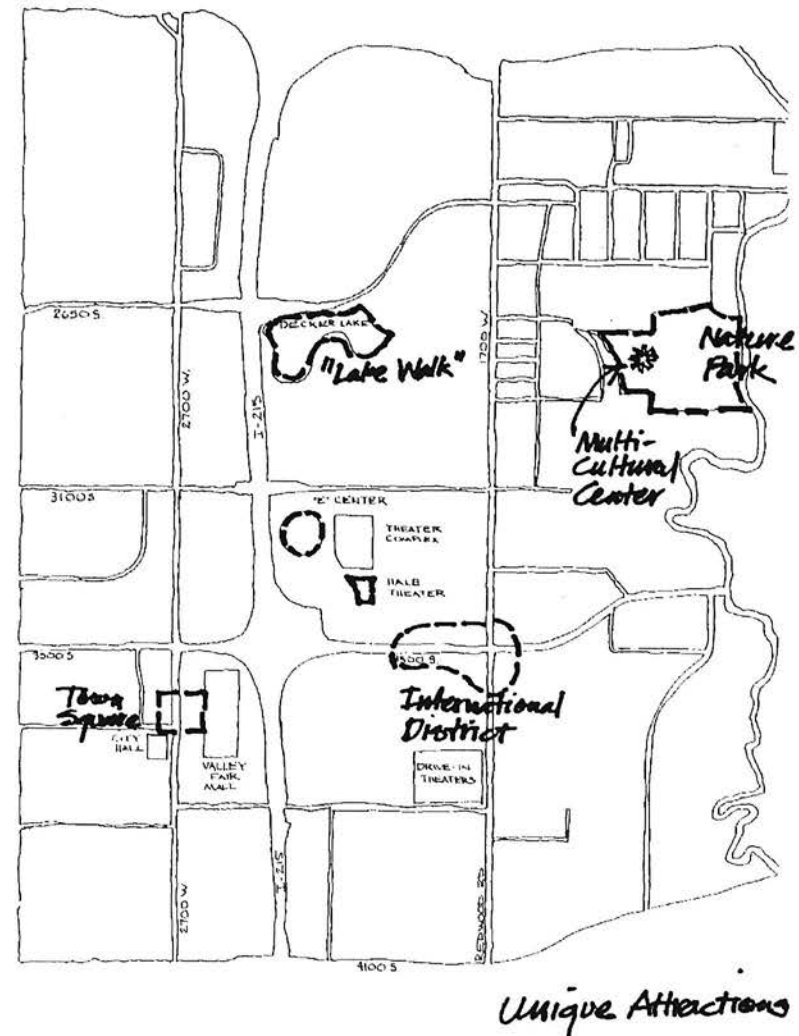 2650 S.
DECKER LAKE
"Lake Walk"
2700 W.
I-215
1700 W
Nature
Park
Multi-
Cultural
Center
3100 S
"E" CENTER
THEATER
COMPLEX
HALE
THEATER
3500 S
3500 S.
Town
Square
International
District
CITY
HALL
VALLEY
FAIR
MALL
DRIVE-IN
THEATERS
2700 W
I-215
REDWOOD RD
4100 S
Unique Attractions